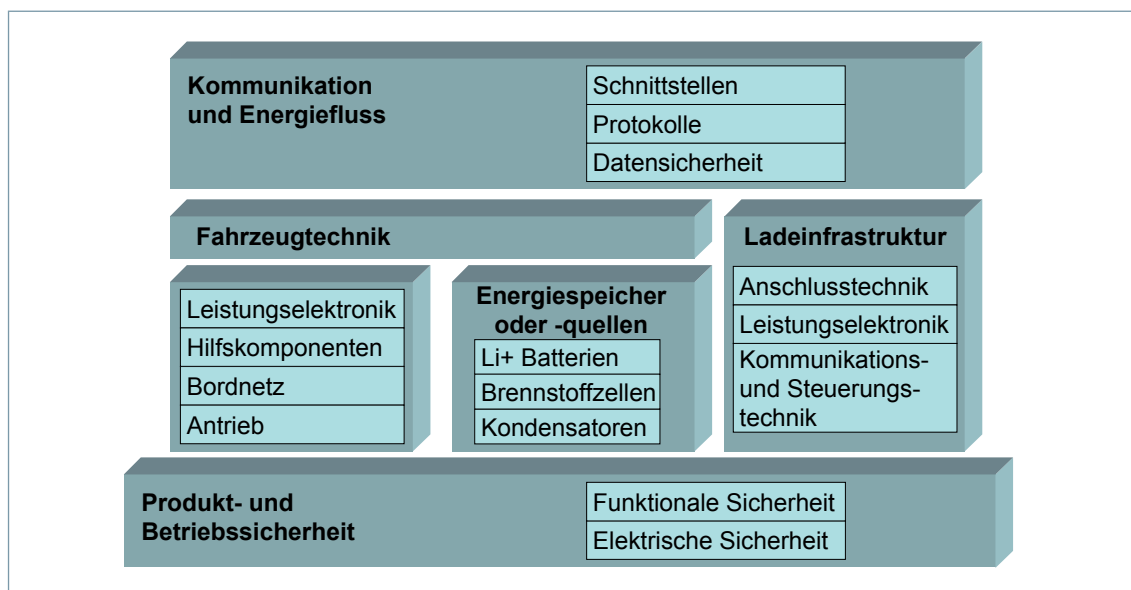 Kommunikation
und Energiefluss
Schnittstellen
Protokolle
Datensicherheit
Fahrzeugtechnik
Leistungselektronik
Hilfskomponenten
Bordnetz
Antrieb
Energiespeicher
oder -quellen
Li+ Batterien
Brennstoffzellen
Kondensatoren
Ladeinfrastruktur
Anschlusstechnik
Leistungselektronik
Kommunikations-
und Steuerungs-
technik
Produkt- und
Betriebssicherheit
Funktionale Sicherheit
Elektrische Sicherheit